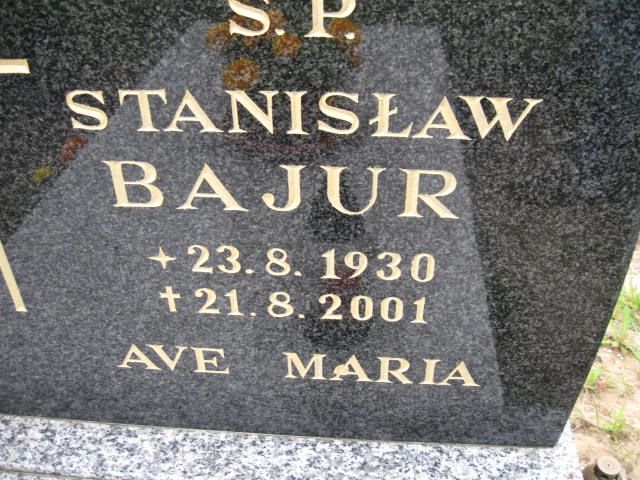 S.P.
STANISŁAW
BAJUR
23.8.1930
✝21.8.2001
AVE MARIA